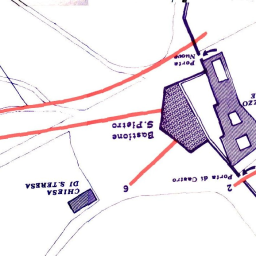 2
Porta di Castro
6
CHIESA
DI S. TERESA
Bastione
S. Pietro
Porta
Nuova